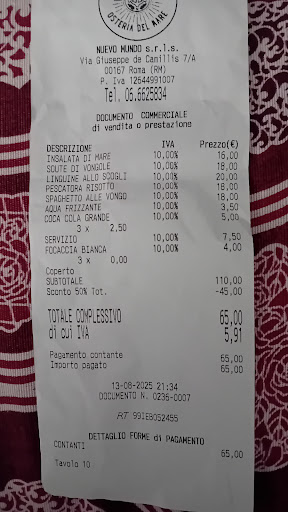 OSTERIA DEL MARE
NUEVO MUNDO s.r.l.s.
Via Giuseppe de Camillis 7/A
00167 Roma (RM)
P. Iva 12644991007
Tel. 06.6625834
DOCUMENTO COMMERCIALE
di vendita o prestazione
DESCRIZIONE IVA Prezzo(€)
INSALATA DI MARE 10,00% 16,00
SOUTE DI VONGOLE 10,00% 18,00
LINGUINE ALLO SCOGLI 10,00% 20,00
PESCATORA RISOTTO 10,00% 18,00
SPAGHETTO ALLE VONGO 10,00% 18,00
AQUA FRIZZANTE 10,00% 3,50
COCA COLA GRANDE 10,00% 5,00
3 x 2,50
SERVIZIO 10,00% 7,50
FOCACCIA BIANCA 10,00% 4,00
3 x 0,00
Coperto
SUBTOTALE 110,00
Sconto 50% Tot. -45,00
TOTALE COMPLESSIVO 65,00
di cui IVA 5,91
Pagamento contante 65,00
Importo pagato 65,00
13-08-2025 21:34
DOCUMENTO N. 0236-0007
RT 99IEB052455
DETTAGLIO FORME di PAGAMENTO
CONTANTI 65,00
Tavolo 10